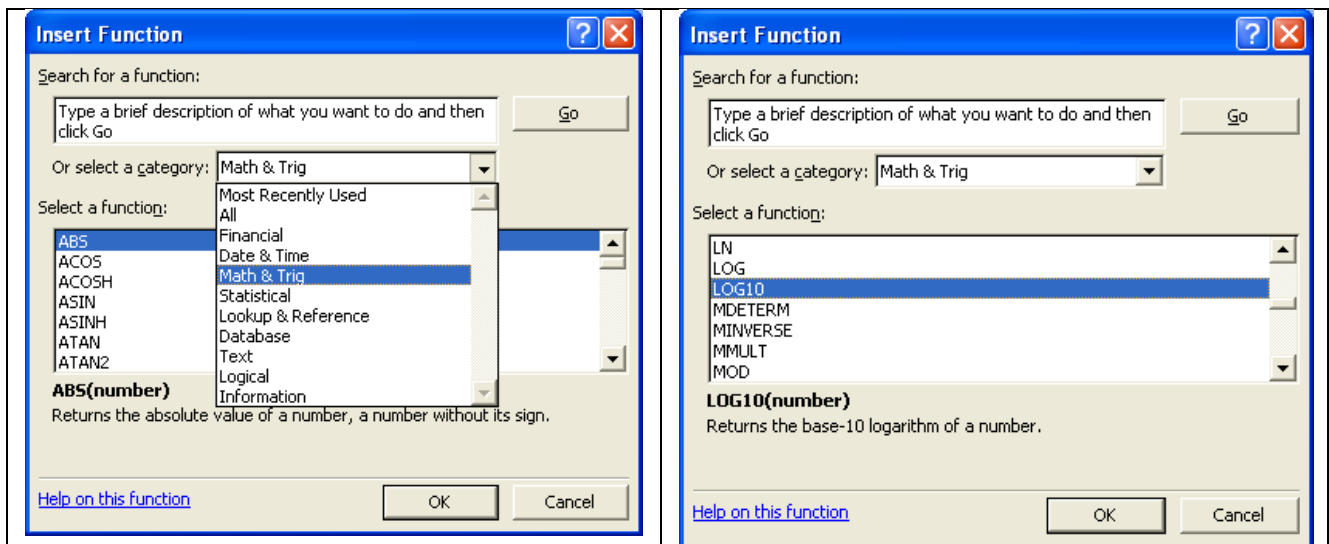 Insert Function
Search for a function:
Type a brief description of what you want to do and then
click Go
Go
Or select a category: Math & Trig
Most Recently Used
All
Financial
Date & Time
Math & Trig
Statistical
Lookup & Reference
Database
Text
Logical
Information
Select a function:
ABS
ACOS
ACOSH
ASIN
ASINH
ATAN
ATAN2
ABS(number)
Returns the absolute value of a number, a number without its sign.
Help on this function
OK
Cancel
Insert Function
Search for a function:
Type a brief description of what you want to do and then
click Go
Go
Or select a category: Math & Trig
Select a function:
LN
LOG
LOG10
MDETERM
MINVERSE
MMULT
MOD
LOG10(number)
Returns the base-10 logarithm of a number.
Help on this function
OK
Cancel